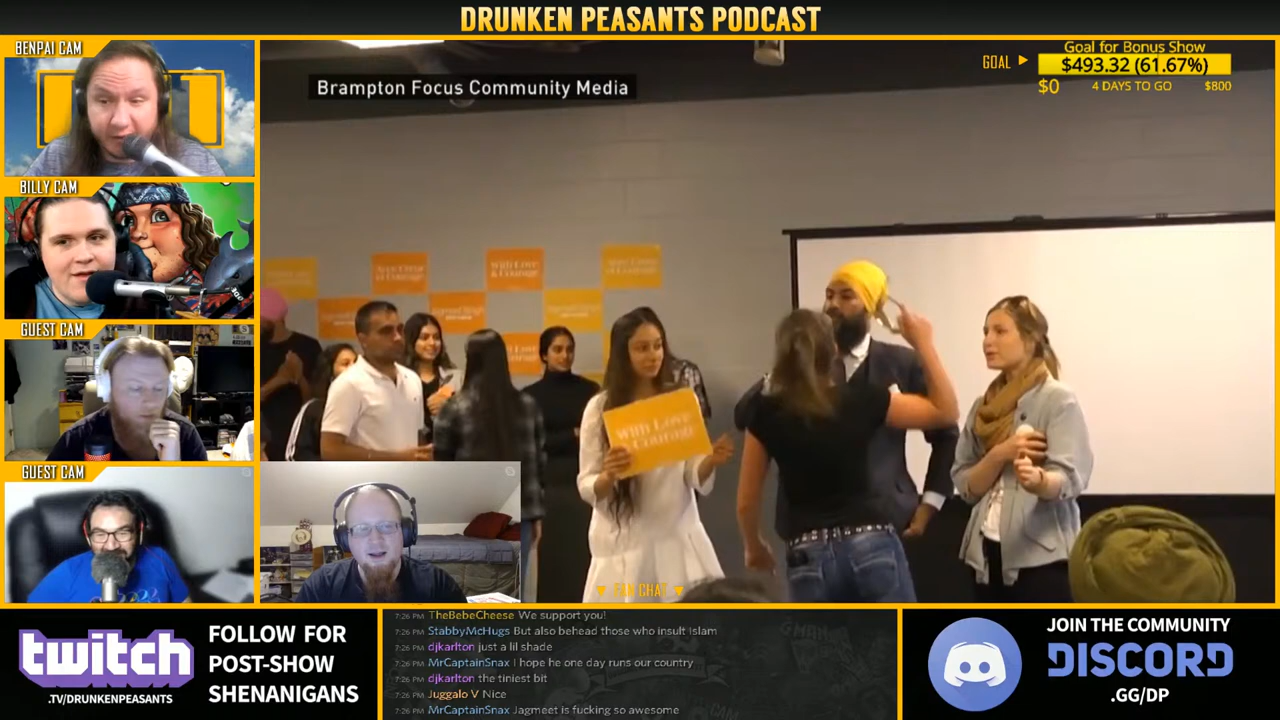 DRUNKEN PEASANTS PODCAST
BENPAI CAM
Brampton Focus Community Media
GOAL
Goal for Bonus Show
$493.32 (61.67%)
$0
4 DAYS TO GO
$800
BILLY CAM
GUEST CAM
GUEST CAM
With Love
& Courage
With Love
& Courage
▼ FAN CHAT ▼
7:26 PM TheBebeCheese We support you!
7:26 PM StabbyMcHugs But also behead those who insult Islam
7:26 PM djkarlton just a lil shade
7:26 PM MrCaptainSnax I hope he one day runs our country
7:26 PM djkarlton the tiniest bit
7:26 PM Juggalo V Nice
7:26 PM MrCaptainSnax Jagmeet is fucking so awesome
twitch
.TV/DRUNKENPEASANTS
FOLLOW FOR
POST-SHOW
SHENANIGANS
JOIN THE COMMUNITY
DISCORD
.GG/DP